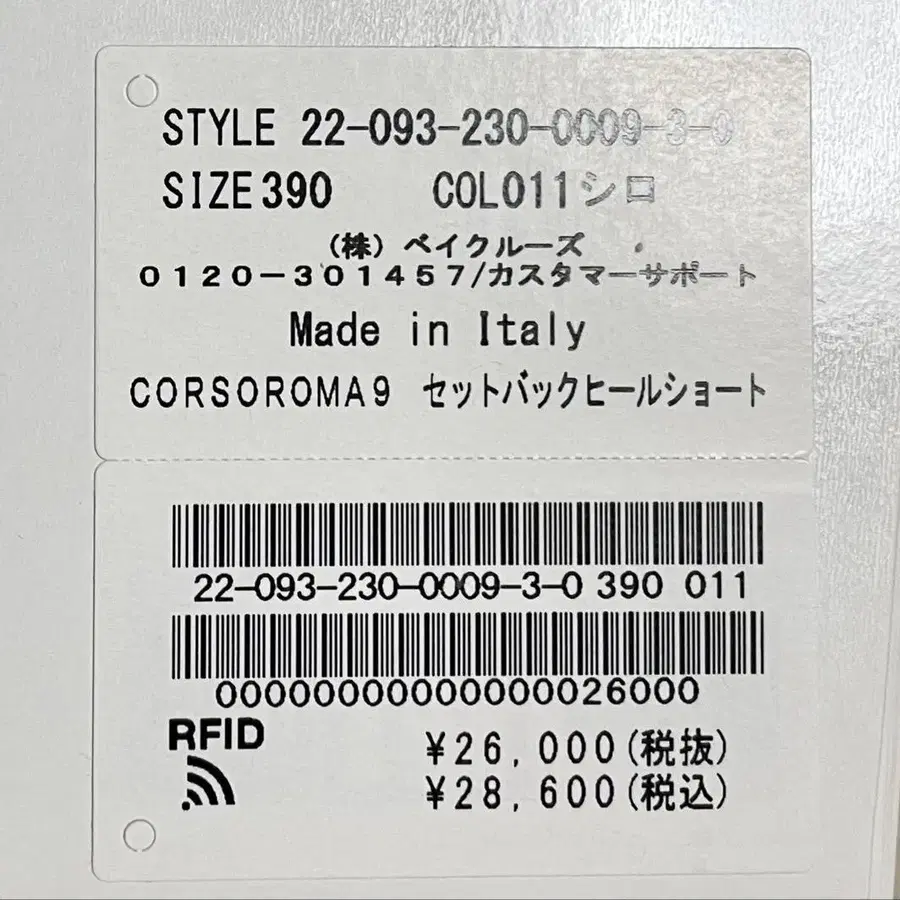 STYLE 22-093-230-0009-3-0
SIZE390 COL011シロ
(株) ベイクルーズ
0120-301457/カスタマーサポート
Made in Italy
CORSOROMA9 セットバックヒールショート
22-093-230-0009-3-0 390 011
00000000000000000026000
RFID
¥26,000(税抜)
¥28,600(税込)